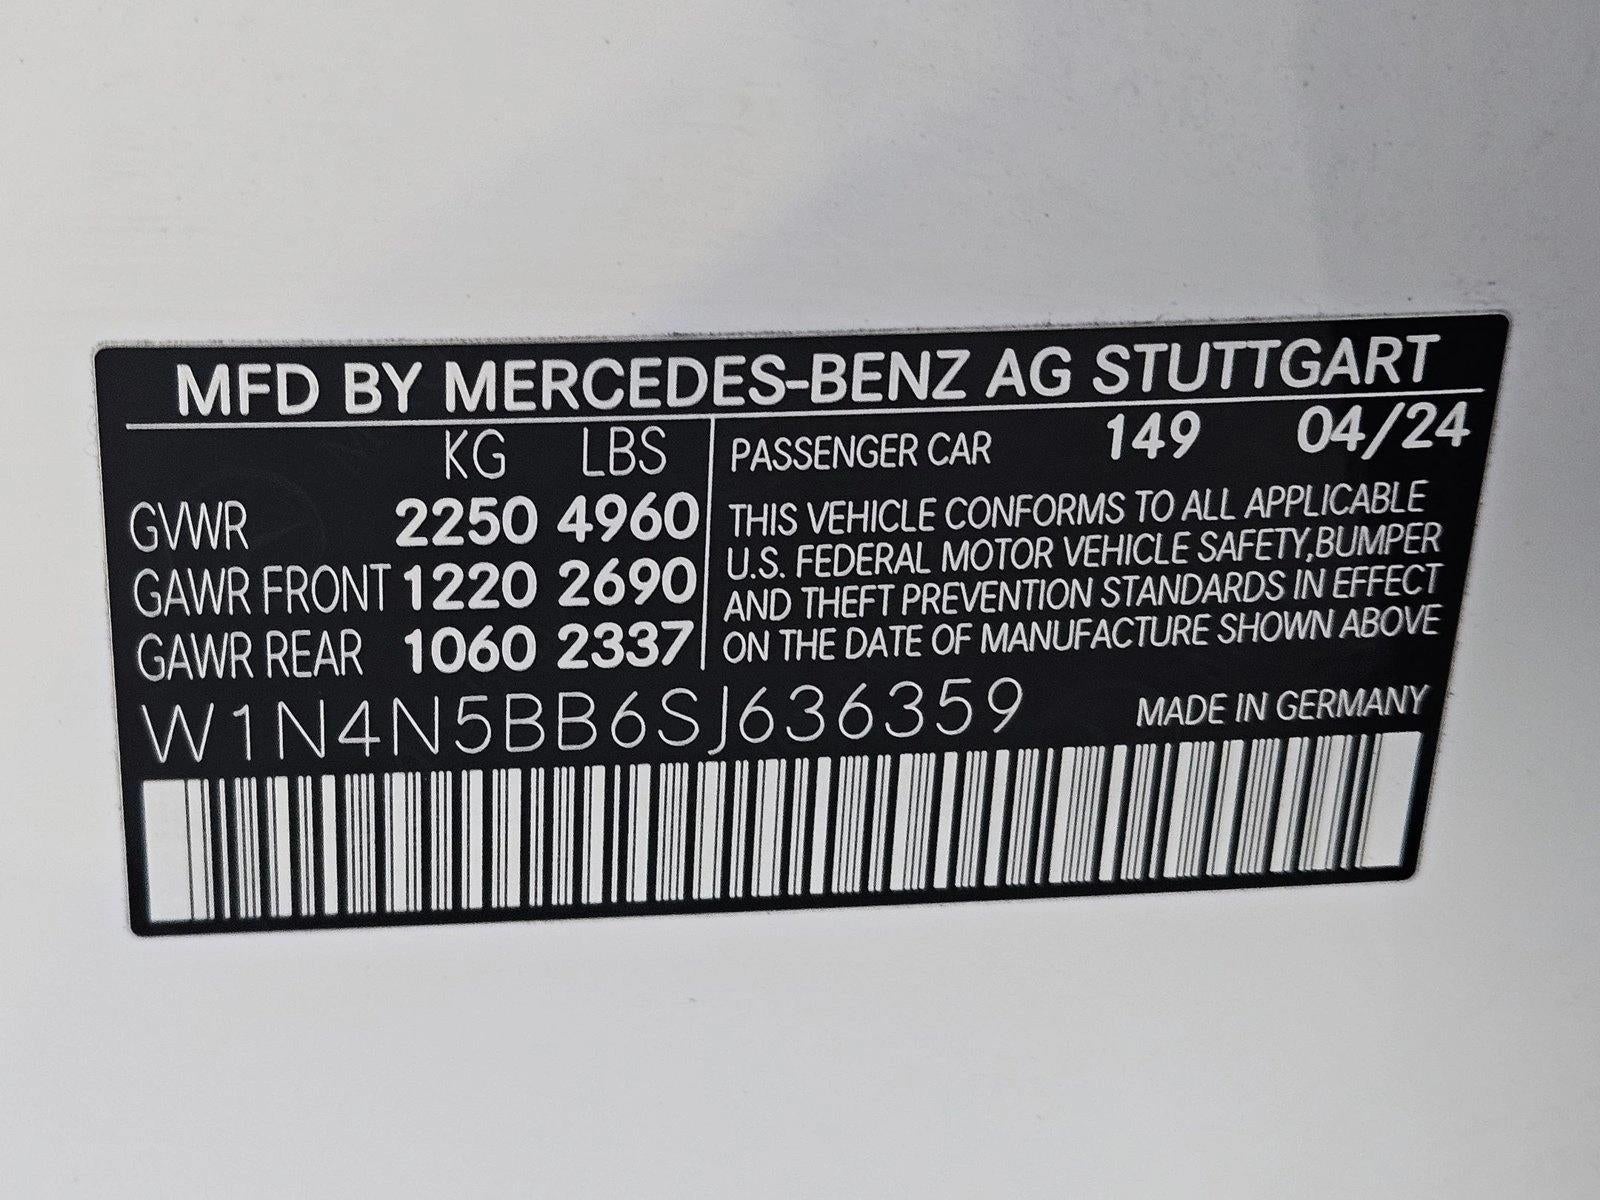 MFD BY MERCEDES-BENZ AG STUTTGART
KG LBS
GVWR 2250 4960
GAWR FRONT 1220 2690
GAWR REAR 1060 2337
PASSENGER CAR 149 04/24
THIS VEHICLE CONFORMS TO ALL APPLICABLE
U.S. FEDERAL MOTOR VEHICLE SAFETY,BUMPER
AND THEFT PREVENTION STANDARDS IN EFFECT
ON THE DATE OF MANUFACTURE SHOWN ABOVE
W1N4N5BB6SJ636359 MADE IN GERMANY